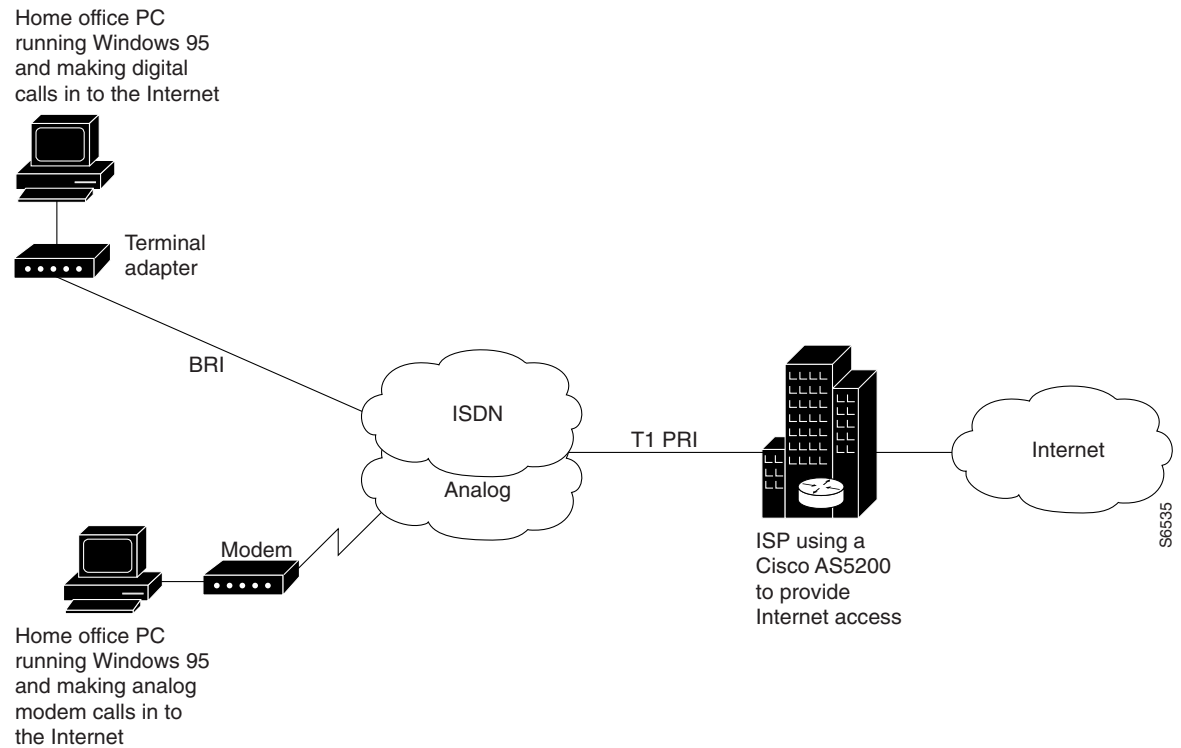 Home office PC
running Windows 95
and making digital
calls in to the Internet
Terminal
adapter
BRI
ISDN
T1 PRI
Internet
Analog
Modem
ISP using a
Cisco AS5200
to provide
Internet access
S6535
Home office PC
running Windows 95
and making analog
modem calls in to
the Internet